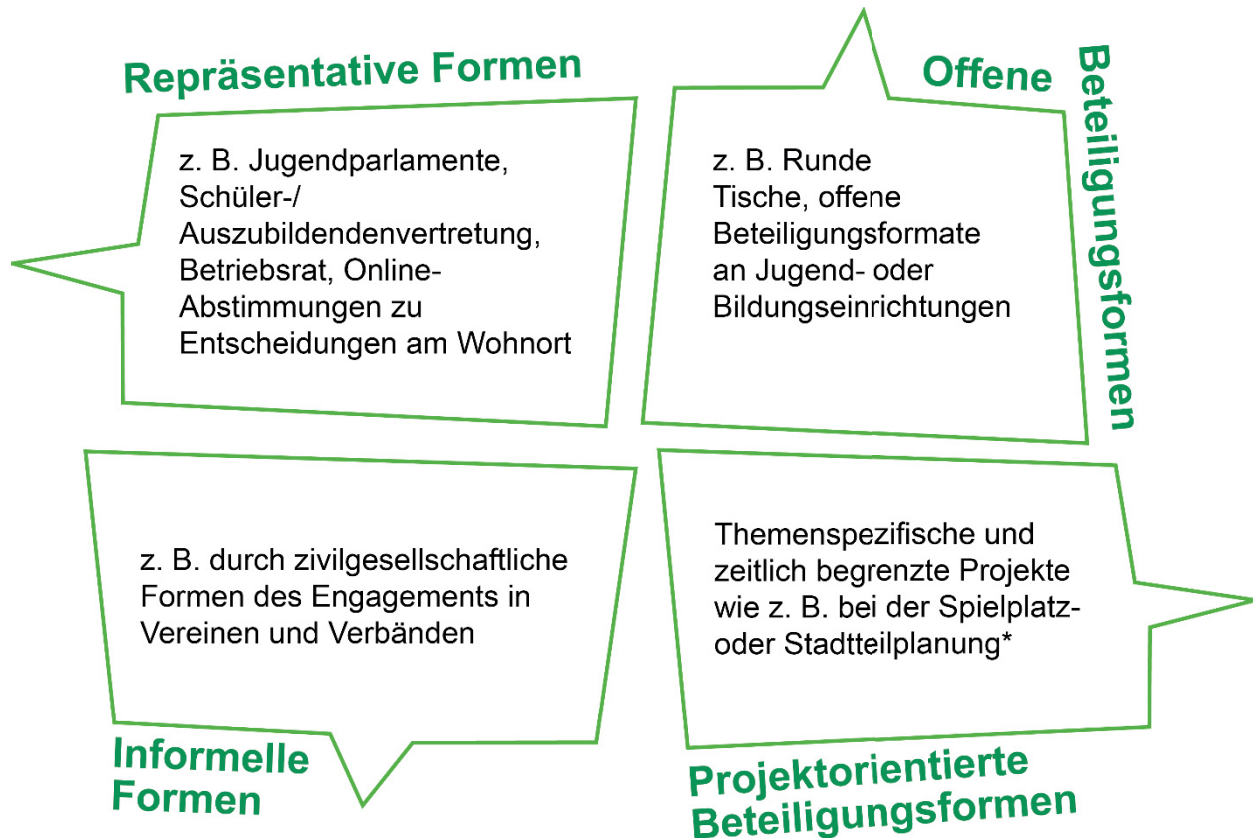 Repräsentative Formen
z. B. Jugendparlamente,
Schüler-/
Auszubildendenvertretung,
Betriebsrat, Online-
Abstimmungen zu
Entscheidungen am Wohnort
Offene
Beteiligungsformen
z. B. Runde
Tische, offene
Beteiligungsformate
an Jugend- oder
Bildungseinrichtungen
z. B. durch zivilgesellschaftliche
Formen des Engagements in
Vereinen und Verbänden
Informelle
Formen
Themenspezifische und
zeitlich begrenzte Projekte
wie z. B. bei der Spielplatz-
oder Stadtteilplanung*
Projektorientierte
Beteiligungsformen